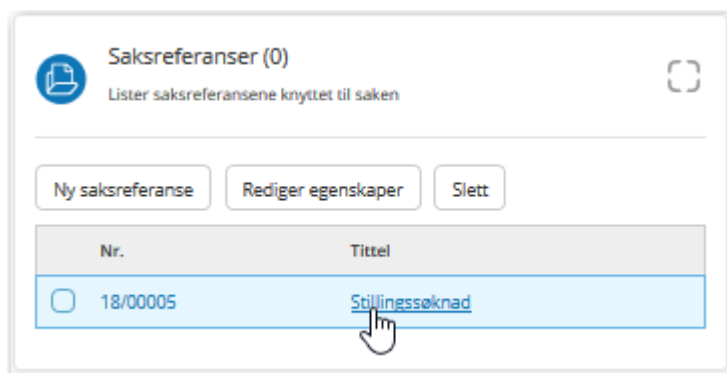 Saksreferanser (0)
Lister saksreferansene knyttet til saken
Ny saksreferanse Rediger egenskaper Slett
Nr. Tittel
18/00005 Stillingssøknad